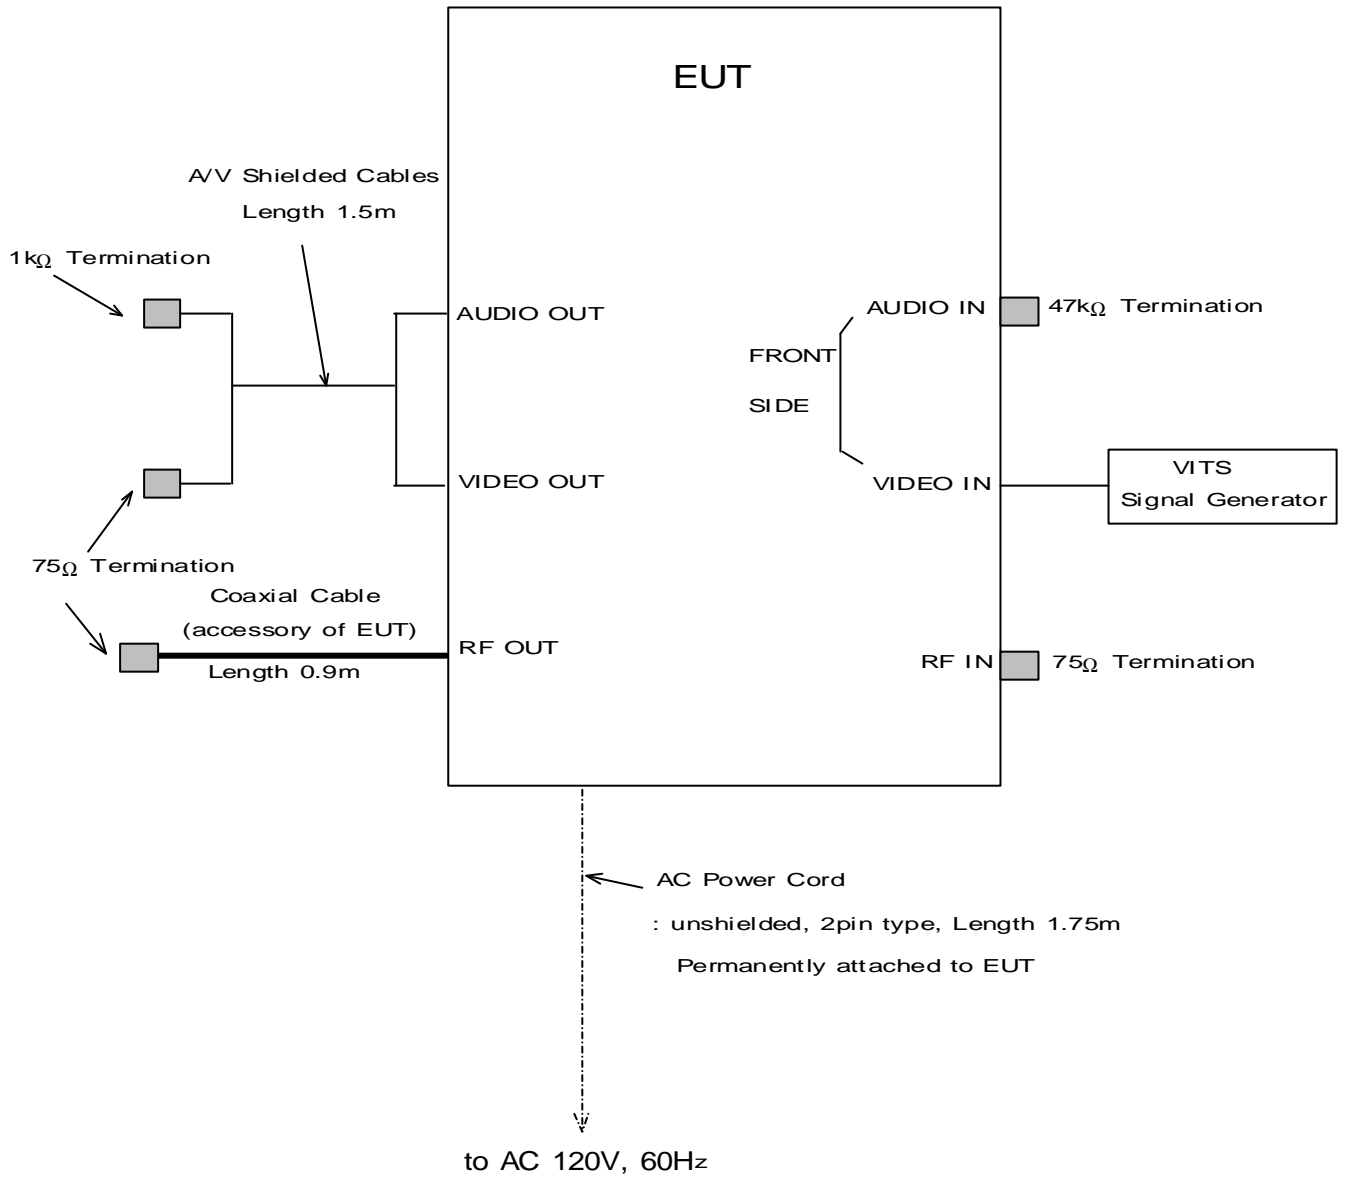 EUT
A/V Shielded Cables
Length 1.5m
1kΩ Termination
AUDIO OUT
AUDIO IN
47kΩ Termination
FRONT
SIDE
VIDEO OUT
VIDEO IN
VITS
Signal Generator
75Ω Termination
Coaxial Cable
(accessory of EUT)
RF OUT
Length 0.9m
RF IN
75Ω Termination
AC Power Cord
: unshielded, 2pin type, Length 1.75m
Permanently attached to EUT
to AC 120V, 60Hz